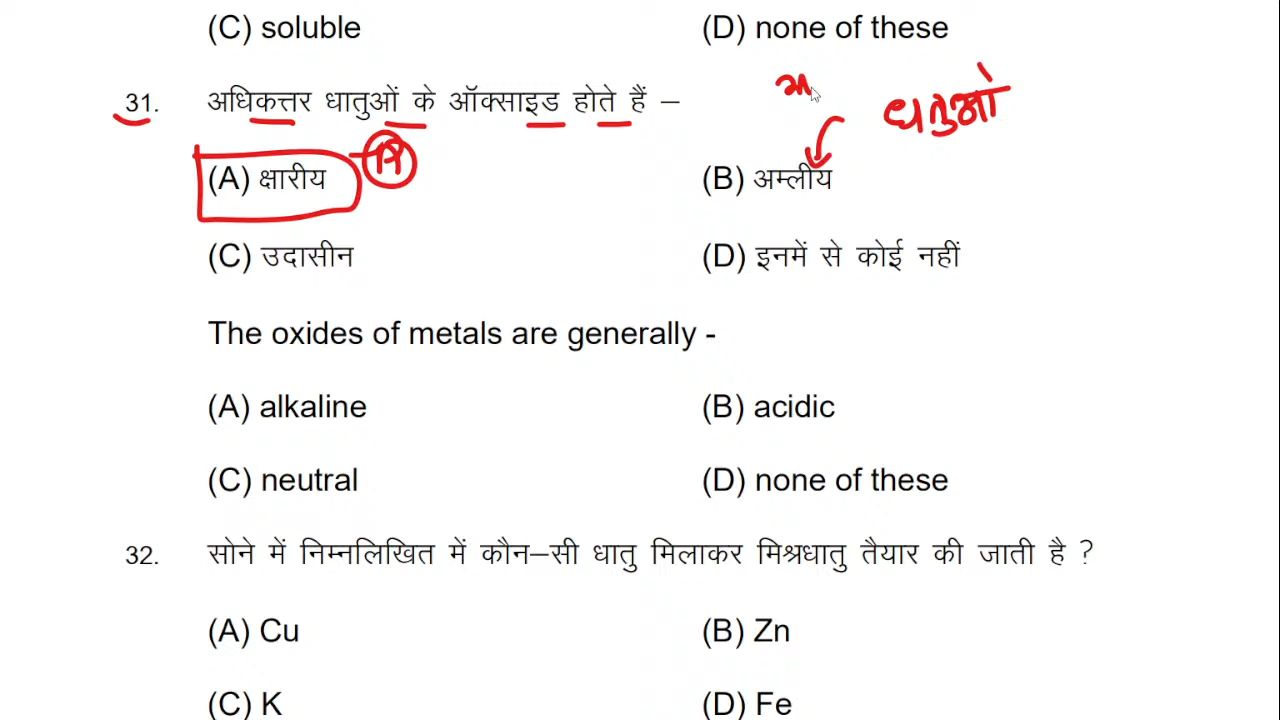 (C) soluble (D) none of these
31. अधिकत्तर धातुओं के ऑक्साइड होते हैं –
अ
धातुओ
(A) क्षारीय (B) अम्लीय
(C) उदासीन (D) इनमें से कोई नहीं
The oxides of metals are generally -
(A) alkaline (B) acidic
(C) neutral (D) none of these
32. सोने में निम्नलिखित में कौन–सी धातु मिलाकर मिश्रधातु तैयार की जाती है ?
(A) Cu (B) Zn
(C) K (D) Fe